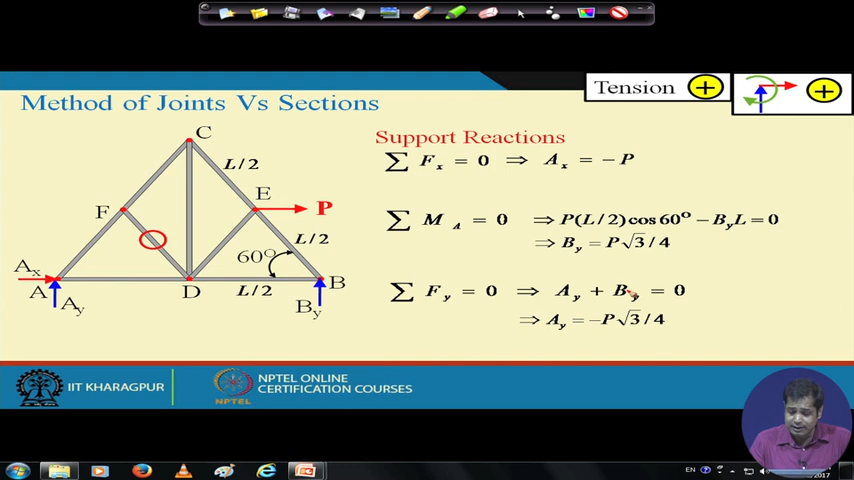 Method of Joints Vs Sections
Tension +
+
Support Reactions
∑ Fx = 0 ⇒ Ax = −P
∑ MA = 0 ⇒ P(L/2)cos60° − ByL = 0
⇒ By = P√3/4
∑ Fy = 0 ⇒ Ay + By = 0
⇒ Ay = −P√3/4
C
L/2
F
E
P
L/2
60°
Ax
A
Ay
D
L/2
B
By
IIT KHARAGPUR
NPTEL
NPTEL ONLINE
CERTIFICATION COURSES
EN
2017